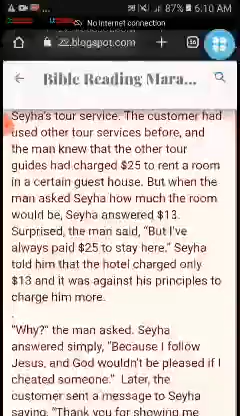 87% 6:10 AM
No Internet connection
22.blogspot.com
Bible Reading Mara...
Seyha's tour service. The customer had
used other tour services before, and
the man knew that the other tour
guides had charged $25 to rent a room
in a certain guest house. But when the
man asked Seyha how much the room
would be, Seyha answered $13.
Surprised, the man said, "But I've
always paid $25 to stay here." Seyha
told him that the hotel charged only
$13 and it was against his principles to
charge him more.
.
"Why?" the man asked. Seyha
answered simply, "Because I follow
Jesus, and God wouldn't be pleased if I
cheated someone." Later, the
customer sent a message to Seyha
saying, "Thank you for showing me